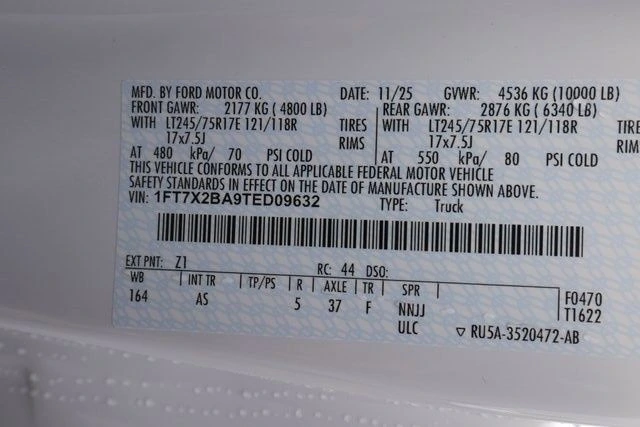 MFD. BY FORD MOTOR CO. DATE: 11/25 GVWR: 4536 KG (10000 LB)
FRONT GAWR: 2177 KG ( 4800 LB) REAR GAWR: 2876 KG ( 6340 LB)
WITH LT245/75R17E 121/118R TIRES WITH LT245/75R17E 121/118R TIRES
17x7.5J RIMS 17x7.5J RIMS
AT 480 kPa/ 70 PSI COLD AT 550 kPa/ 80 PSI COLD
THIS VEHICLE CONFORMS TO ALL APPLICABLE FEDERAL MOTOR VEHICLE
SAFETY STANDARDS IN EFFECT ON THE DATE OF MANUFACTURE SHOWN ABOVE.
VIN: 1FT7X2BA9TED09632 TYPE: Truck
EXT PNT: Z1 RC: 44 DSO:
WB INT TR TP/PS R AXLE TR SPR F0470
164 AS 5 37 F NNJJ T1622
ULC ▽ RU5A-3520472-AB